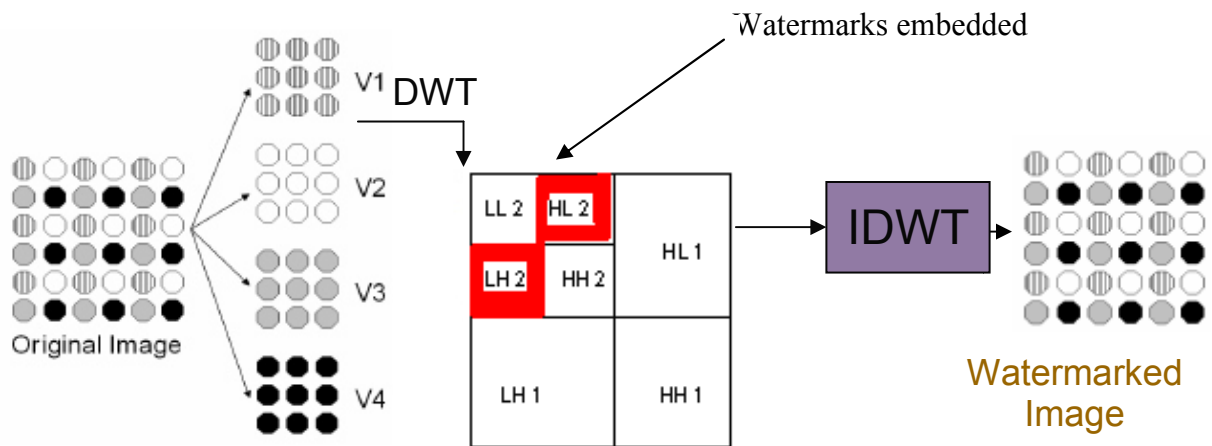 Watermarks embedded
V1
DWT
V2
LL 2
HL 2
HL 1
IDWT
LH 2
HH 2
V3
Original Image
V4
LH 1
HH 1
Watermarked
Image